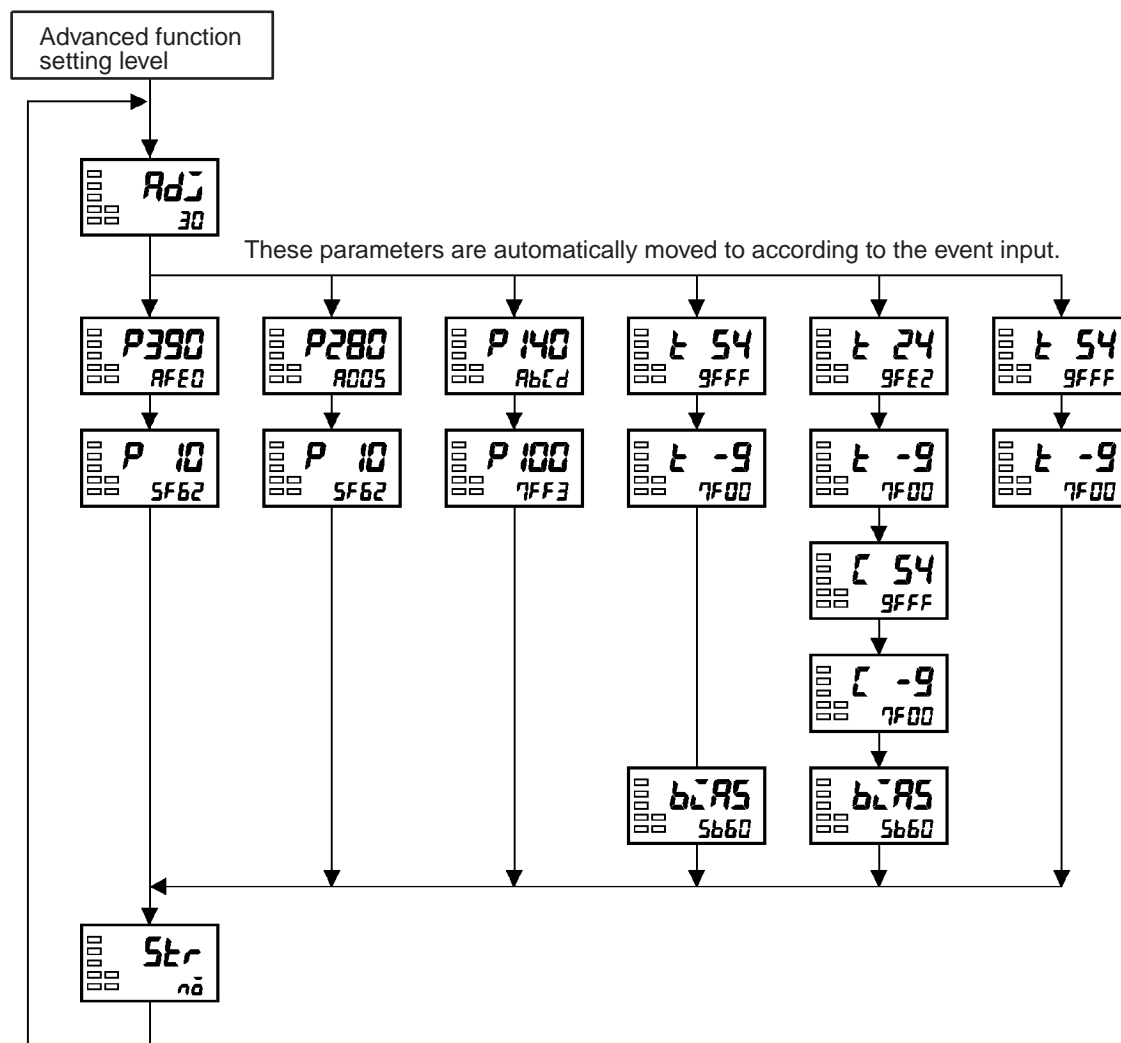 Advanced function
setting level
AdJ
30
These parameters are automatically moved to according to the event input.
P390
AFE0
P280
A005
P 140
AbCd
t 54
9FFF
t 24
9FE2
t 54
9FFF
P 10
5F62
P 10
5F62
P 100
7FF3
t -9
7F00
t -9
7F00
t -9
7F00
C 54
9FFF
C -9
7F00
biAS
5b60
biAS
5b60
Str
no